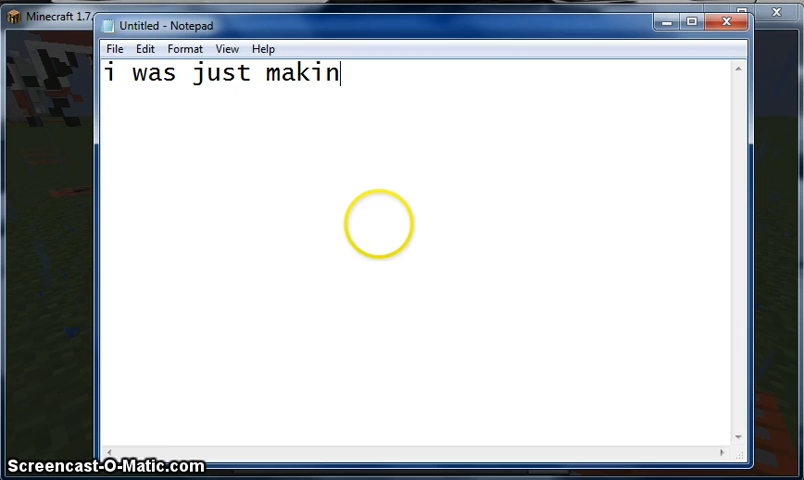 Minecraft 1.7.
Untitled - Notepad
File Edit Format View Help
i was just makin
Screencast-O-Matic.com